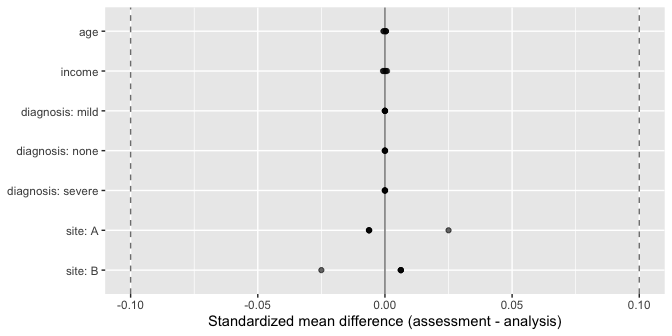 age
income
diagnosis: mild
diagnosis: none
diagnosis: severe
site: A
site: B
-0.10 -0.05 0.00 0.05 0.10
Standardized mean difference (assessment - analysis)